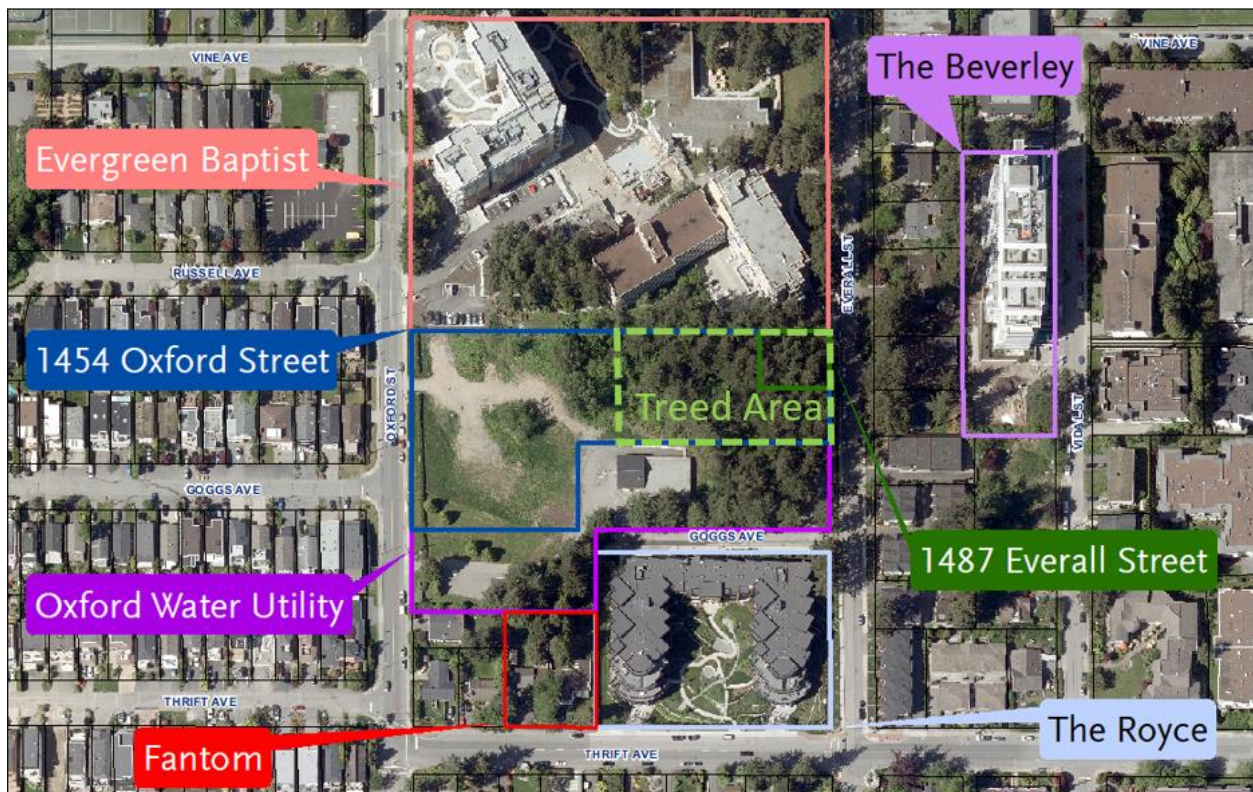 VINE AVE
VINE AVE
The Beverley
Evergreen Baptist
RUSSELL AVE
EVERALL ST
1454 Oxford Street
OXFORD ST
Treed Area
VIDAL ST
GOGGS AVE
GOGGS AVE
1487 Everall Street
Oxford Water Utility
THRIFT AVE
The Royce
Fantom
THRIFT AVE